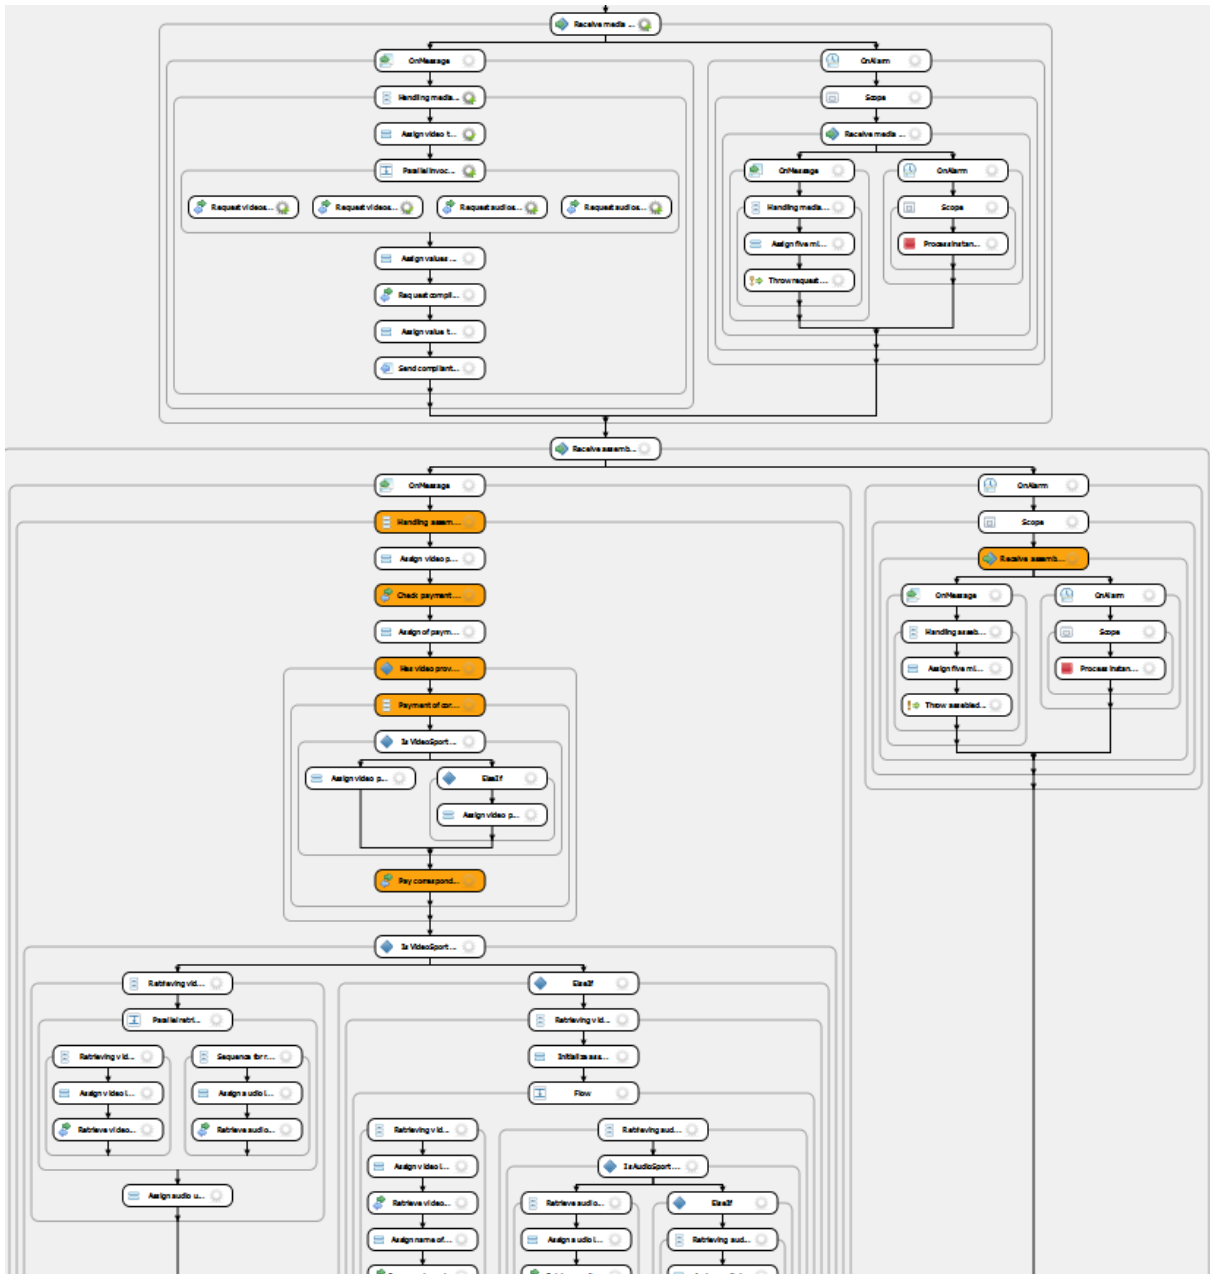 Receive media ...
OnMessage
OnAlarm
Handling media...
Scope
Assign video t...
Receive media ...
Parallel invoc...
OnMessage
OnAlarm
Request videos...
Request videos...
Request audios...
Request audios...
Handling media...
Scope
Assign values ...
Assign five mi...
Process instan...
Request compil...
Throw request ...
Assign value t...
Send compliant...
Receive assemb...
OnMessage
OnAlarm
Handling assem...
Scope
Assign video p...
Receive assemb...
Check payment ...
OnMessage
OnAlarm
Assign of paym...
Handling asseb...
Scope
Has video prov...
Assign five mi...
Process instan...
Payment of cor...
Throw assebled...
Is VideoSport ...
Assign video p...
ElseIf
Assign video p...
Pay correspond...
Is VideoSport ...
Retrieving vid...
ElseIf
Parallel retri...
Retrieving vid...
Retrieving vid...
Sequence for r...
Initialize ass...
Assign video i...
Assign audio i...
Flow
Retrieve video...
Retrieve audio...
Retrieving vid...
Retrieving aud...
Assign video i...
Is AudioSport ...
Assign audio u...
Retrieve video...
Retrieve audio...
ElseIf
Assign name of...
Assign audio i...
Retrieving aud...